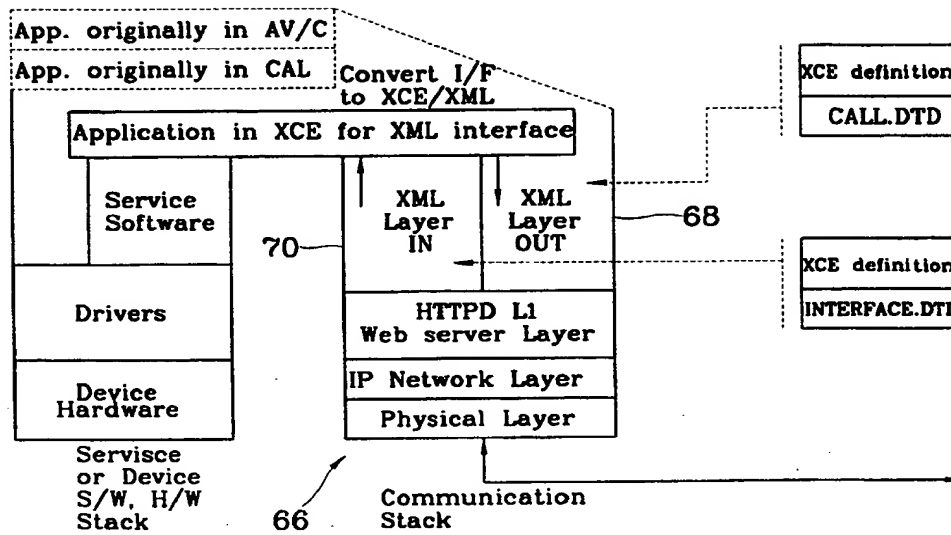 App. originally in AV/C
App. originally in CAL
Convert I/F
to XCE/XML
Application in XCE for XML interface
Service
Software
Drivers
Device
Hardware
Servisce
or Device
S/W, H/W
Stack
70
XML
Layer
IN
XML
Layer
OUT
68
HTTPD L1
Web server Layer
IP Network Layer
Physical Layer
66
Communication
Stack
XCE definition
CALL.DTD
XCE definition
INTERFACE.DTD